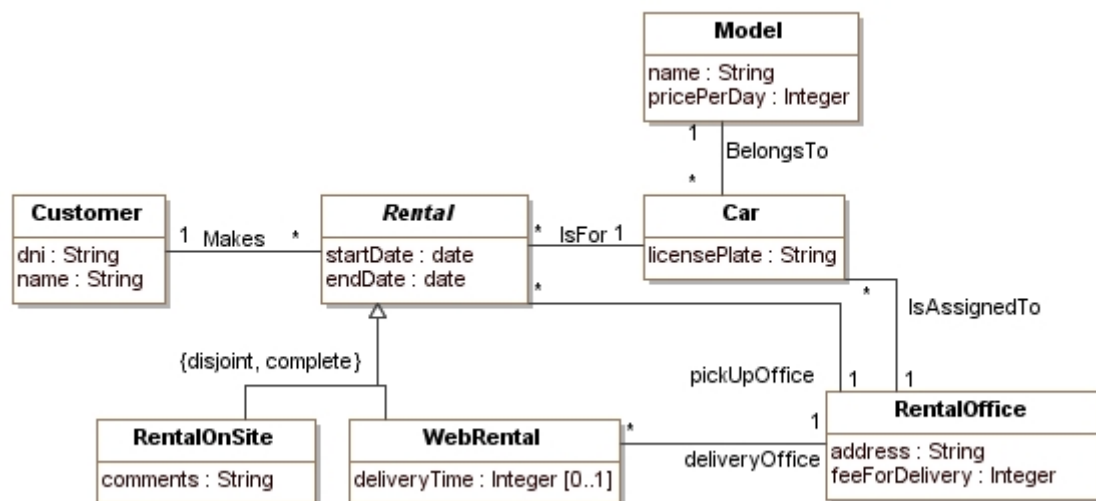 Model
name : String
pricePerDay : Integer
1
BelongsTo
*
Customer
dni : String
name : String
1 Makes *
Rental
startDate : date
endDate : date
* IsFor 1
Car
licensePlate : String
*
*
IsAssignedTo
{disjoint, complete}
pickUpOffice 1
1
RentalOnSite
comments : String
WebRental
deliveryTime : Integer [0..1]
* 1
deliveryOffice
RentalOffice
address : String
feeForDelivery : Integer